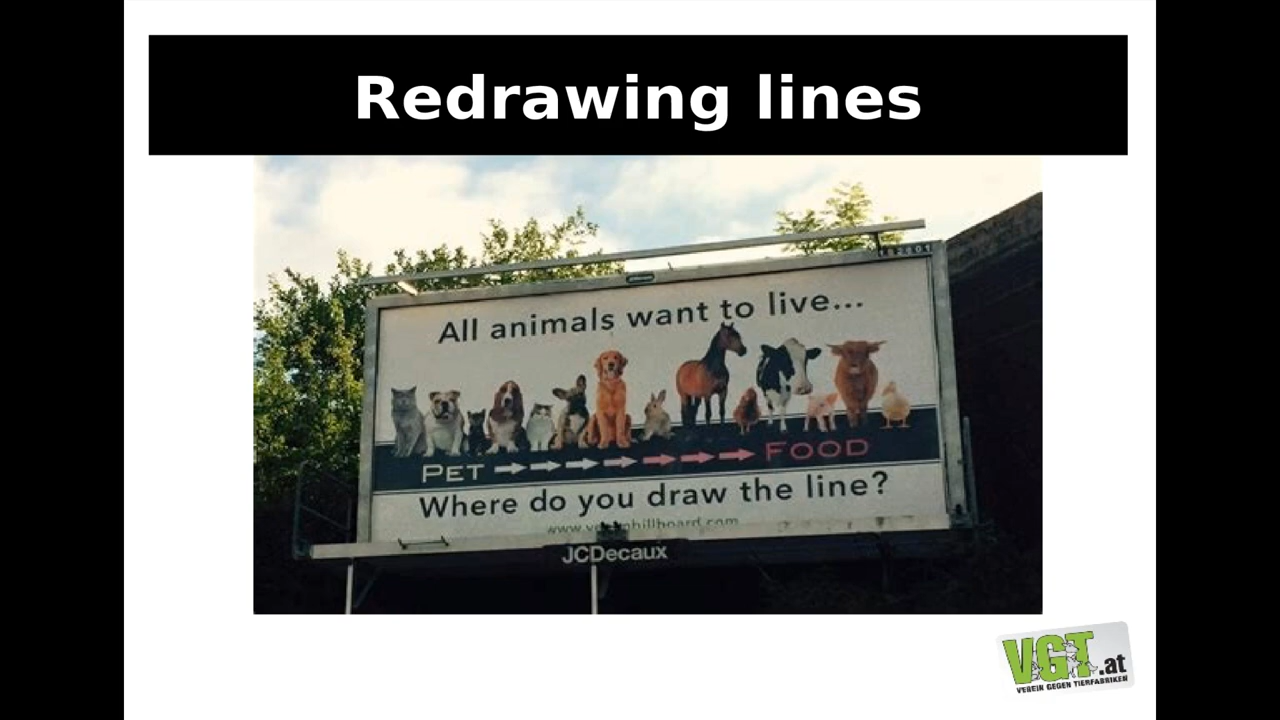 Redrawing lines
All animals want to live...
PET FOOD
Where do you draw the line?
JCDecaux
VGT.at
VEREIN GEGEN TIERFABRIKEN